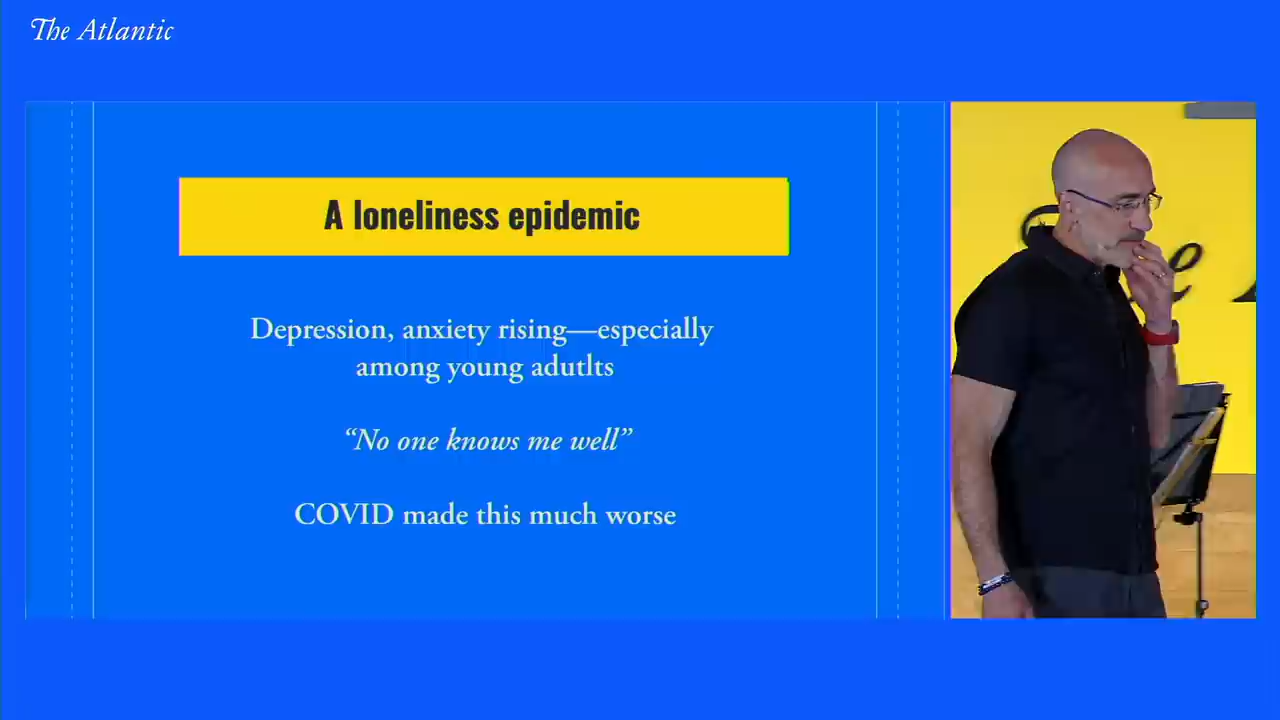 The Atlantic
A loneliness epidemic
Depression, anxiety rising—especially
among young adutlts
“No one knows me well”
COVID made this much worse